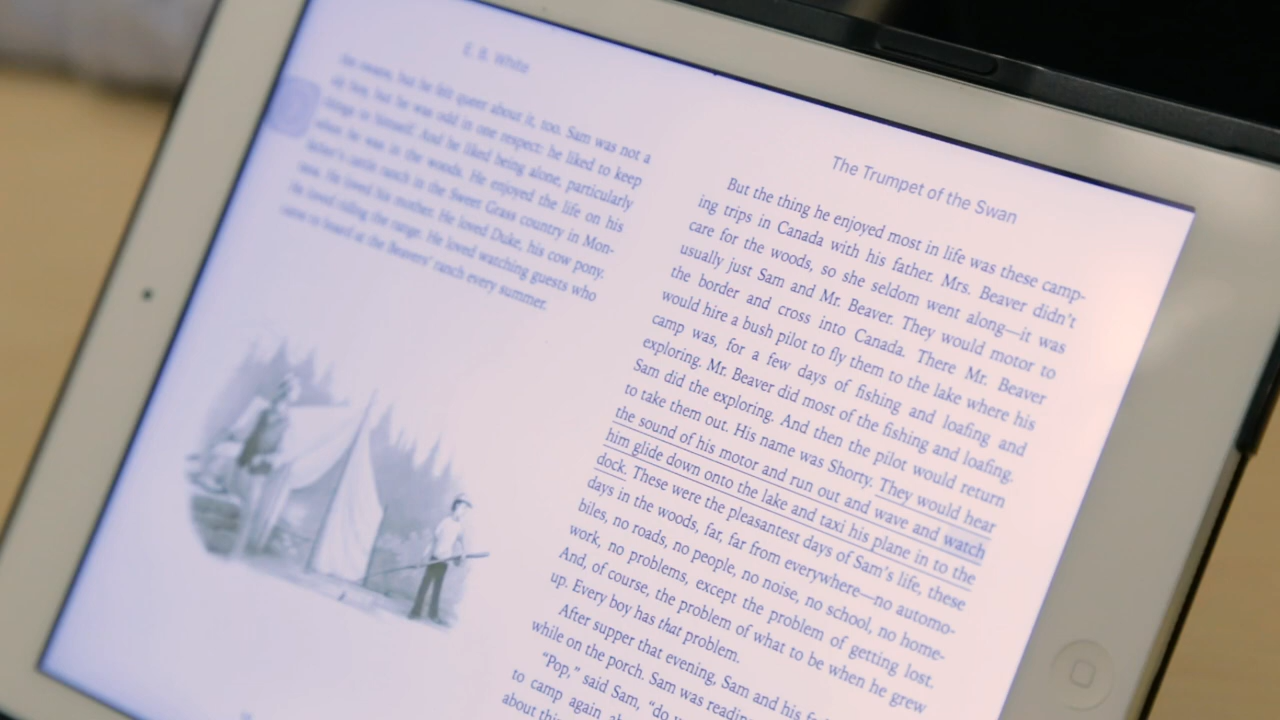 E. B. White
he felt queer about it, too. Sam was not a
but he was odd in one respect: he liked to keep
things to himself. And he liked being alone, particularly
when he was in the woods. He enjoyed the life on his
father's cattle ranch in the Sweet Grass country in Mon-
tana. He loved his mother. He loved Duke, his cow pony.
He loved riding the range. He loved watching guests who
came to board at the Beavers' ranch every summer.
The Trumpet of the Swan
But the thing he enjoyed most in life was these camp-
ing trips in Canada with his father. Mrs. Beaver didn't
care for the woods, so she seldom went along—it was
usually just Sam and Mr. Beaver. They would motor to
the border and cross into Canada. There Mr. Beaver
would hire a bush pilot to fly them to the lake where his
camp was, for a few days of fishing and loafing and
exploring. Mr. Beaver did most of the fishing and loafing.
Sam did the exploring. And then the pilot would return
to take them out. His name was Shorty. They would hear
the sound of his motor and run out and wave and watch
him glide down onto the lake and taxi his plane in to the
dock. These were the pleasantest days of Sam's life, these
days in the woods, far, far from everywhere—no automo-
biles, no roads, no people, no noise, no school, no home-
work, no problems, except the problem of getting lost.
And, of course, the problem of what to be when he grew
up. Every boy has that problem.
After supper that evening, Sam and his
while on the porch. Sam was reading
"Pop," said Sam, "do
to camp again
about this